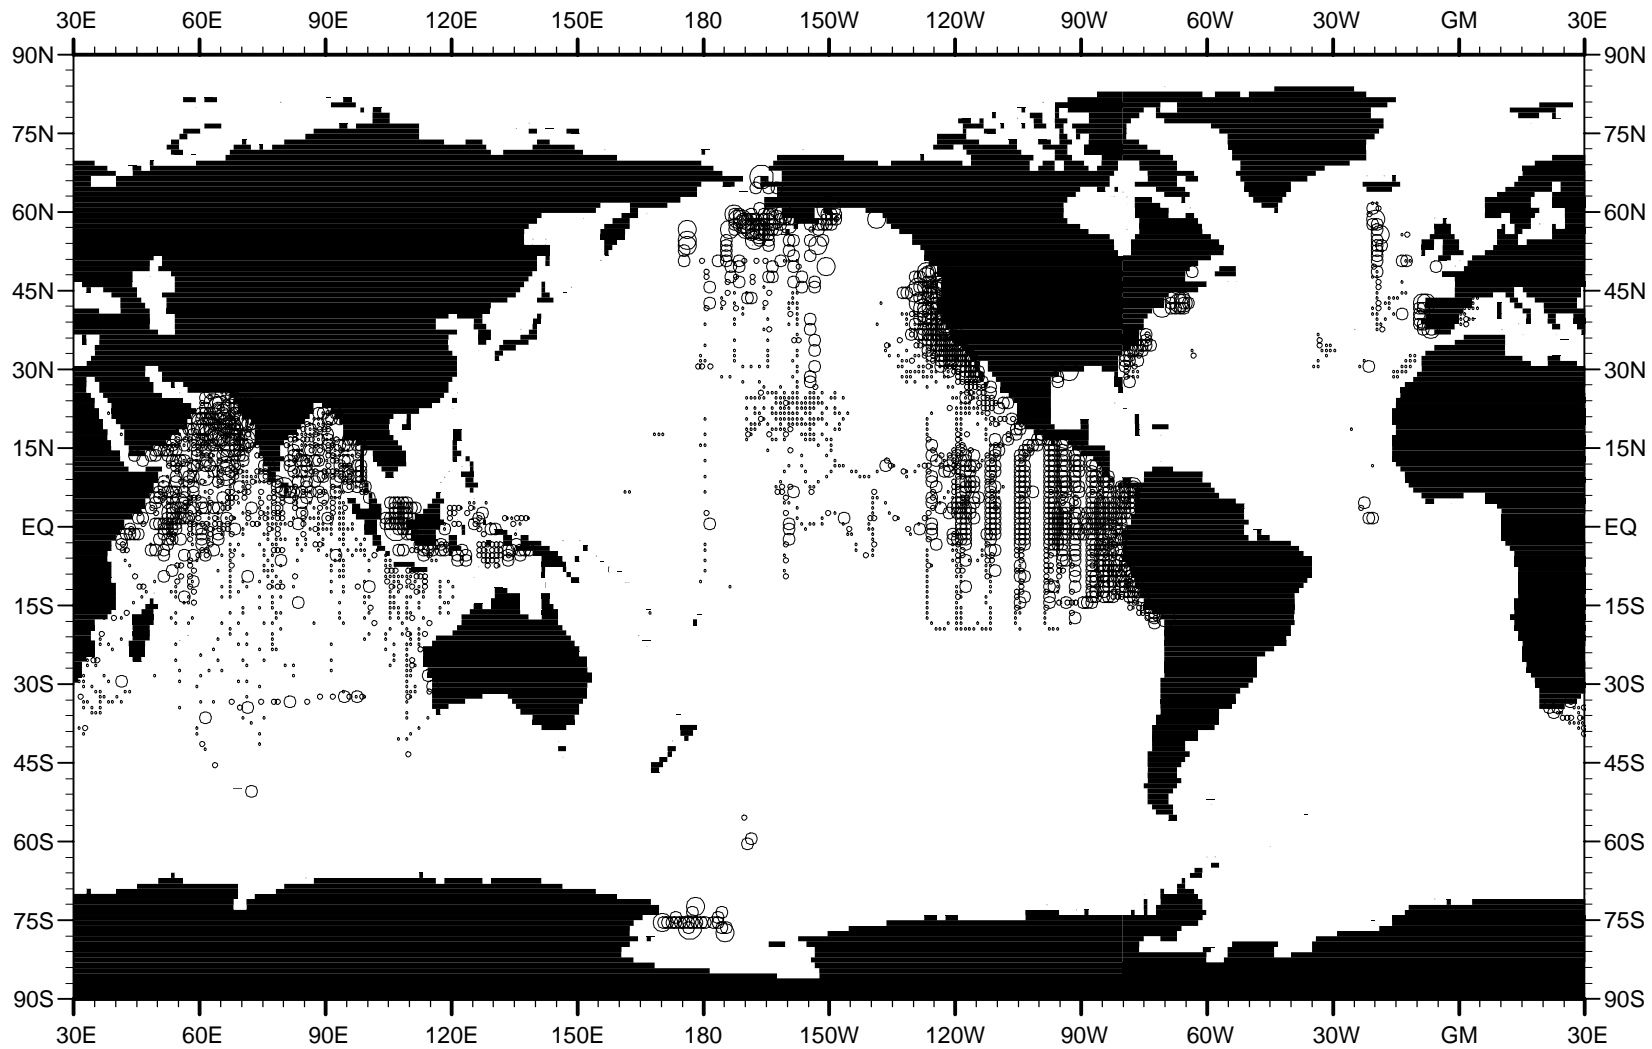 30E 60E 90E 120E 150E 180 150W 120W 90W 60W 30W GM 30E
90N 90N
75N 75N
60N 60N
45N 45N
30N 30N
15N 15N
EQ EQ
15S 15S
30S 30S
45S 45S
60S 60S
75S 75S
90S 90S
30E 60E 90E 120E 150E 180 150W 120W 90W 60W 30W GM 30E